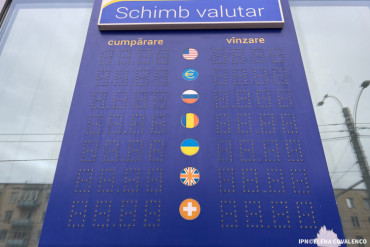 Schimb valutar
cumpărare vînzare
€
IPN/ELENA COVALENCO